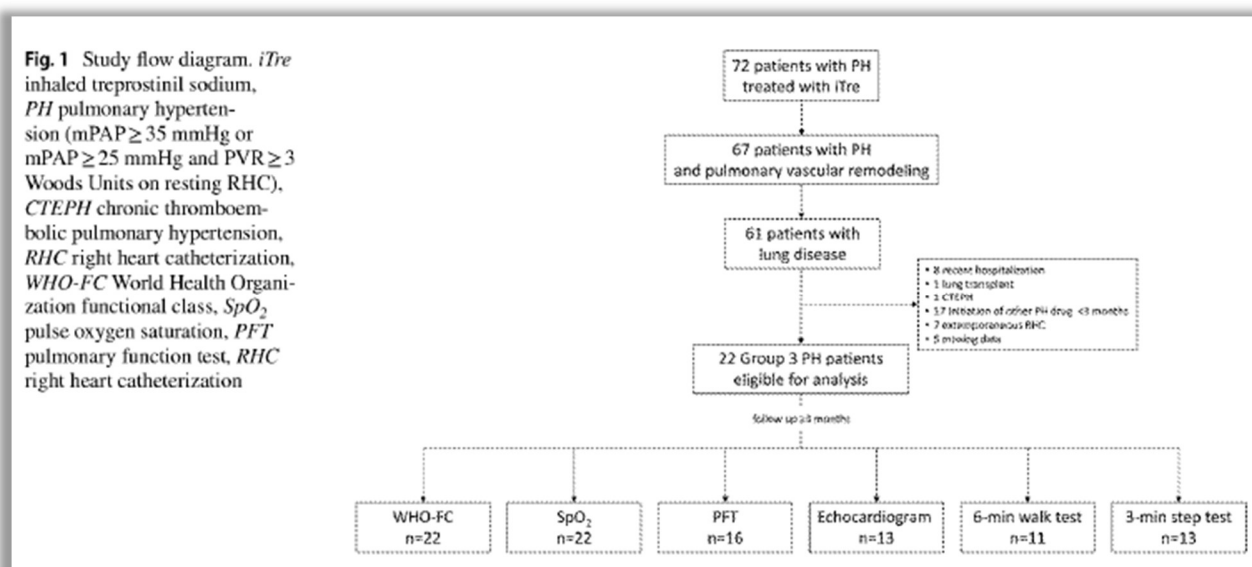 Fig. 1 Study flow diagram. iTre
inhaled treprostinil sodium,
PH pulmonary hyperten-
sion (mPAP ≥ 35 mmHg or
mPAP ≥ 25 mmHg and PVR ≥ 3
Woods Units on resting RHC),
CTEPH chronic thromboem-
bolic pulmonary hypertension,
RHC right heart catheterization,
WHO-FC World Health Organi-
zation functional class, SpO₂
pulse oxygen saturation, PFT
pulmonary function test, RHC
right heart catheterization
72 patients with PH
treated with iTre
67 patients with PH
and pulmonary vascular remodeling
61 patients with
lung disease
• 8 recent hospitalization
• 1 lung transplant
• 1 CTEPH
• 17 Initiation of other PH drug <3 months
• 7 extemporaneous RHC
• 5 missing data
22 Group 3 PH patients
eligible for analysis
follow up months
WHO-FC
n=22
SpO₂
n=22
PFT
n=16
Echocardiogram
n=13
6-min walk test
n=11
3-min step test
n=13